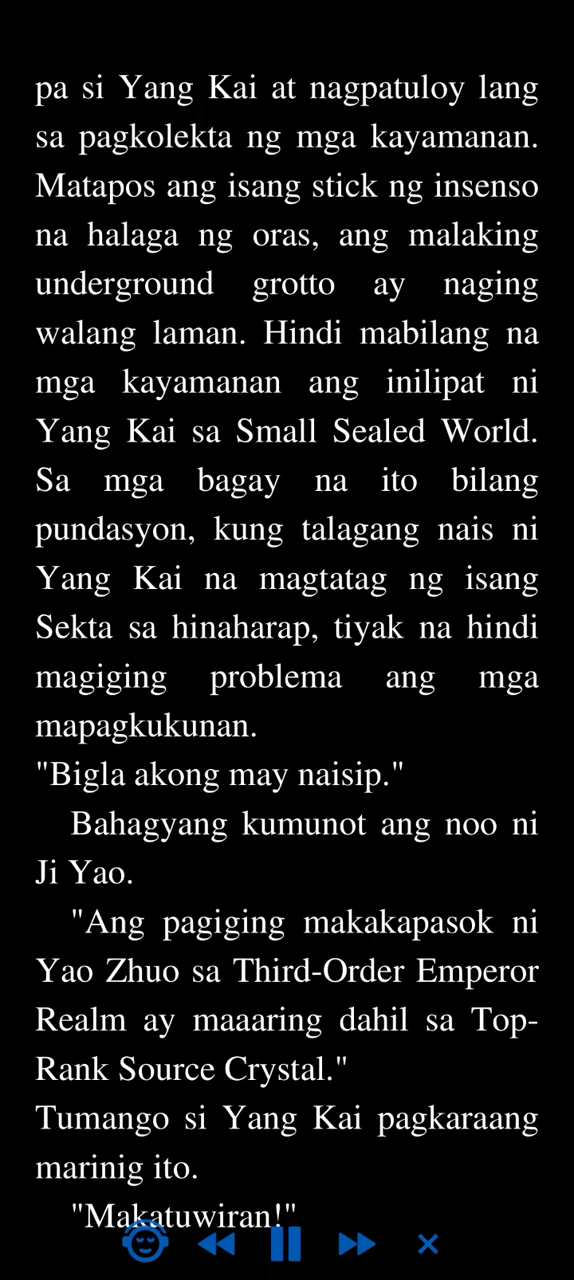 pa si Yang Kai at nagpatuloy lang
sa pagkolekta ng mga kayamanan.
Matapos ang isang stick ng insenso
na halaga ng oras, ang malaking
underground grotto ay naging
walang laman. Hindi mabilang na
mga kayamanan ang inilipat ni
Yang Kai sa Small Sealed World.
Sa mga bagay na ito bilang
pundasyon, kung talagang nais ni
Yang Kai na magtatag ng isang
Sekta sa hinaharap, tiyak na hindi
magiging problema ang mga
mapagkukunan.
"Bigla akong may naisip."
Bahagyang kumunot ang noo ni
Ji Yao.
"Ang pagiging makakapasok ni
Yao Zhuo sa Third-Order Emperor
Realm ay maaaring dahil sa Top-
Rank Source Crystal."
Tumango si Yang Kai pagkaraang
marinig ito.
"Makatuwiran!"